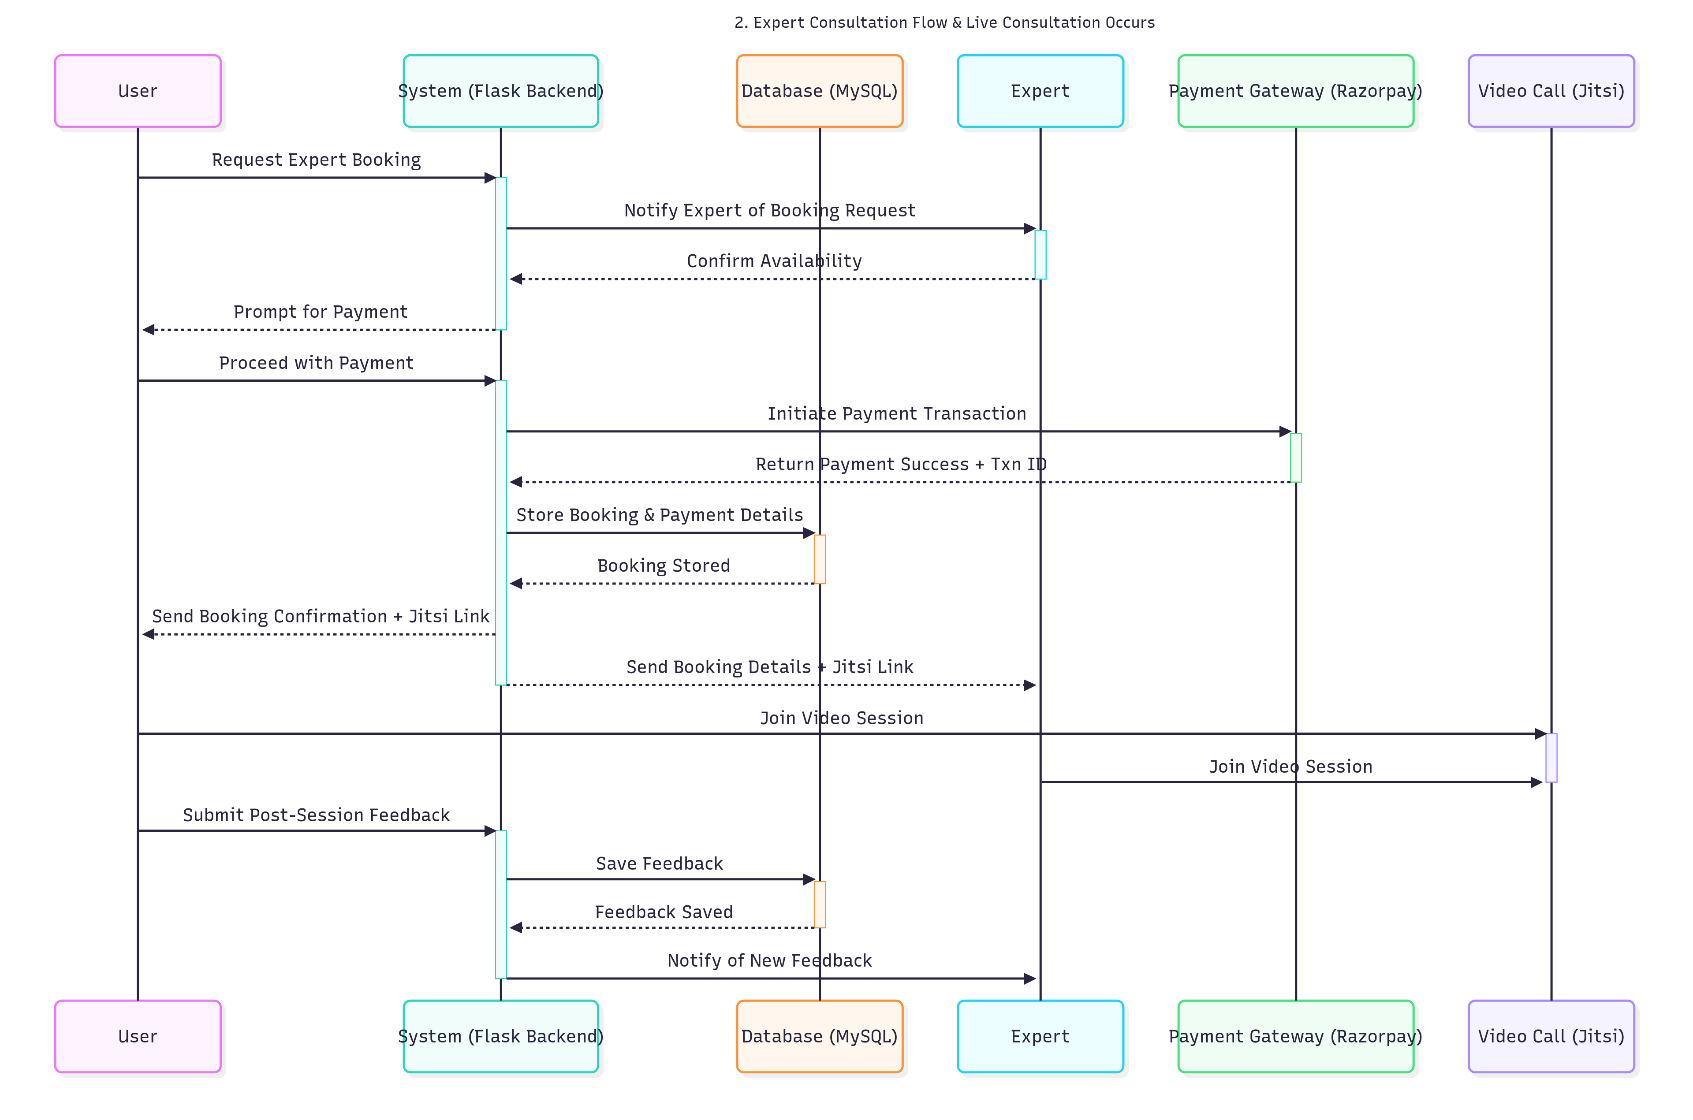 2. Expert Consultation Flow & Live Consultation Occurs
User
System (Flask Backend)
Database (MySQL)
Expert
Payment Gateway (Razorpay)
Video Call (Jitsi)
Request Expert Booking
Notify Expert of Booking Request
Confirm Availability
Prompt for Payment
Proceed with Payment
Initiate Payment Transaction
Return Payment Success + Txn ID
Store Booking & Payment Details
Booking Stored
Send Booking Confirmation + Jitsi Link
Send Booking Details + Jitsi Link
Join Video Session
Join Video Session
Submit Post-Session Feedback
Save Feedback
Feedback Saved
Notify of New Feedback
User
System (Flask Backend)
Database (MySQL)
Expert
Payment Gateway (Razorpay)
Video Call (Jitsi)